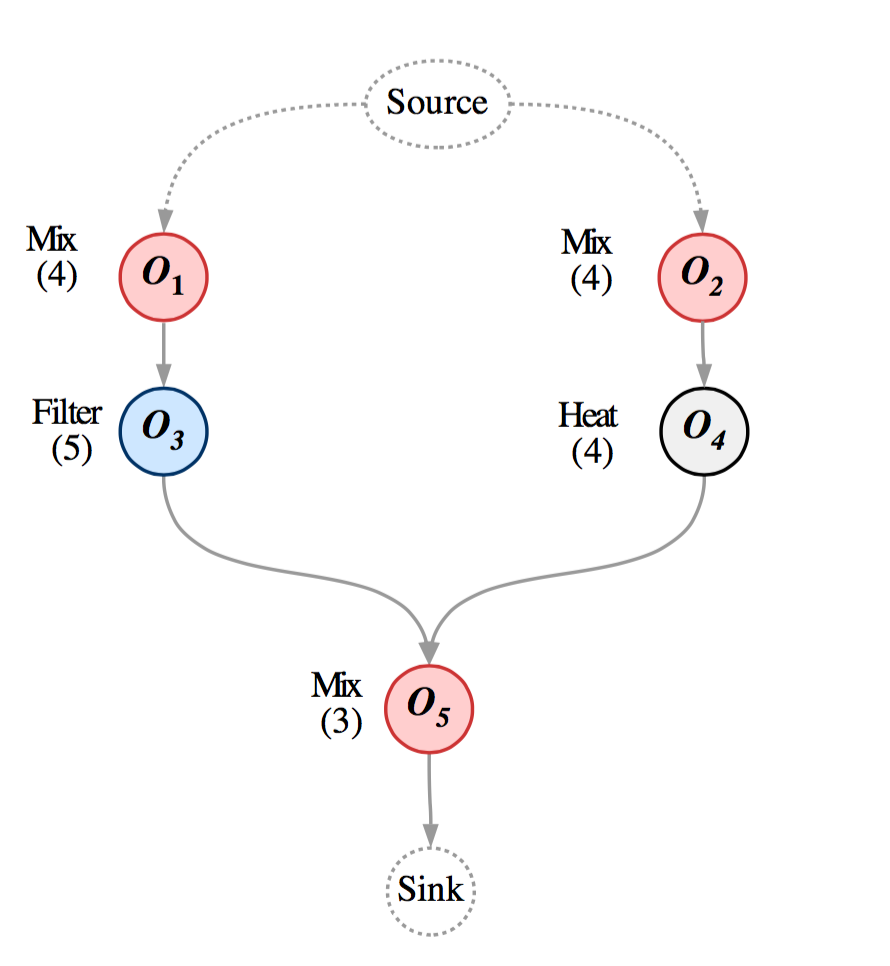 Source
Mix
(4)
O1
Mix
(4)
O2
Filter
(5)
O3
Heat
(4)
O4
Mix
(3)
O5
Sink